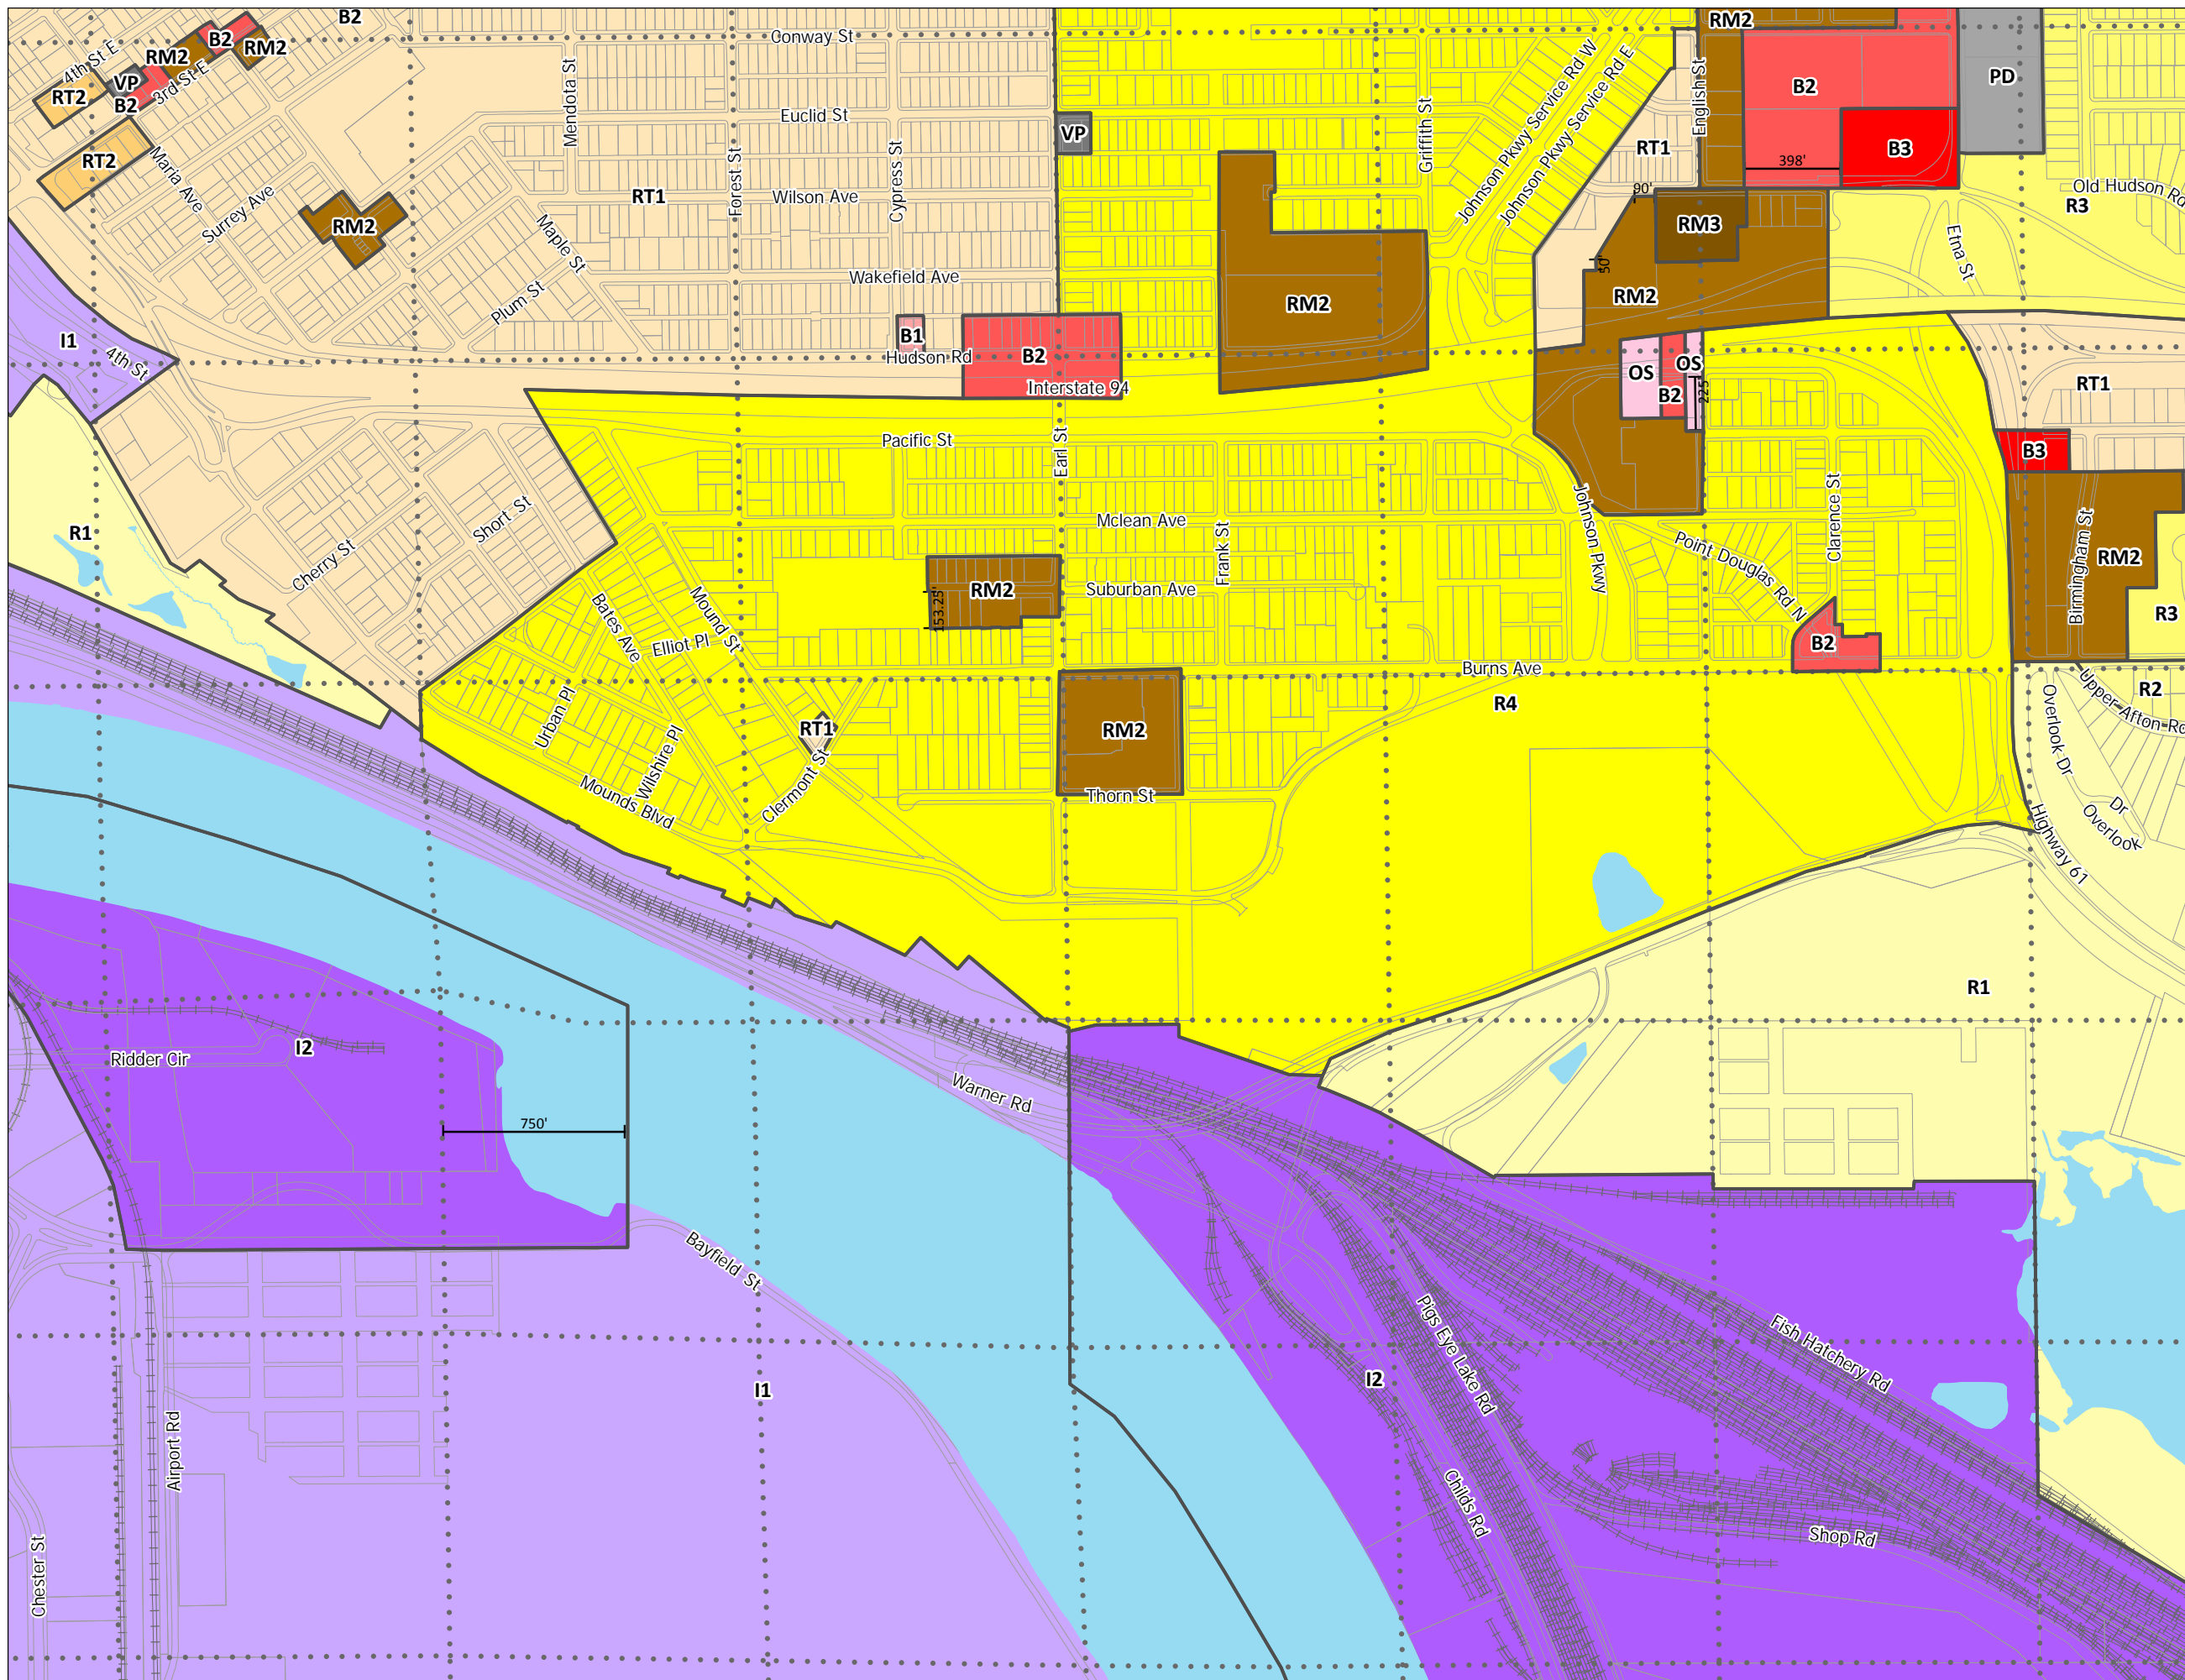 B2
RM2
B2
Conway St
RM2
B2
RM2
4th St E
VP
3rd St E
RT2
B2
Mendota St
Euclid St
VP
Griffith St
Johnson Pkwy Service Rd W
Johnson Pkwy Service Rd E
English St
B2
PD
RT1
398'
B3
RT2
Maria Ave
Surrey Ave
RM2
RT1
Forest St
Wilson Ave
Cypress St
90'
RM3
Old Hudson Rd
R3
Maple St
Plum St
Wakefield Ave
RM2
50'
RM2
Etna St
I1
4th St
B1
Hudson Rd
B2
Interstate 94
OS
OS
B2
225'
RT1
Pacific St
Earl St
B3
R1
Cherry St
Short St
Mclean Ave
Frank St
Johnson Pkwy
Point Douglas Rd N
Clarence St
Birmingham St
RM2
R3
Bates Ave
Mound St
Elliot Pl
RM2
153.25'
Suburban Ave
B2
Burns Ave
R4
R2
Upper Afton Rd
Overlook Dr
Urban Pl
Wilshire Pl
RT1
Clermont St
RM2
Mounds Blvd
Thorn St
Dr
Overlook
Highway 61
R1
Ridder Cir
I2
Warner Rd
750'
Bayfield St
I1
I2
Pigs Eye Lake Rd
Fish Hatchery Rd
Airport Rd
Childs Rd
Shop Rd
Chester St